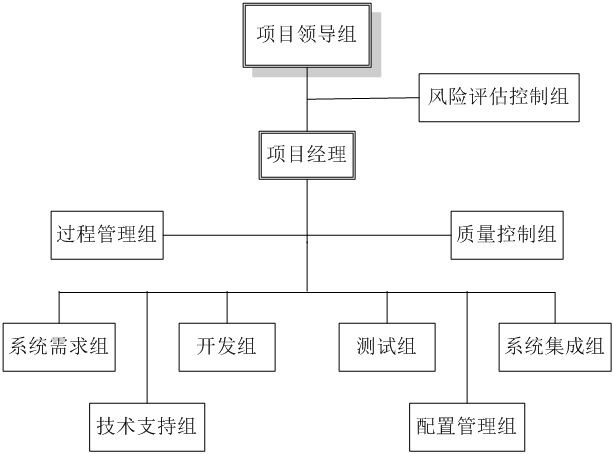 项目领导组
风险评估控制组
项目经理
过程管理组
质量控制组
系统需求组
开发组
测试组
系统集成组
技术支持组
配置管理组